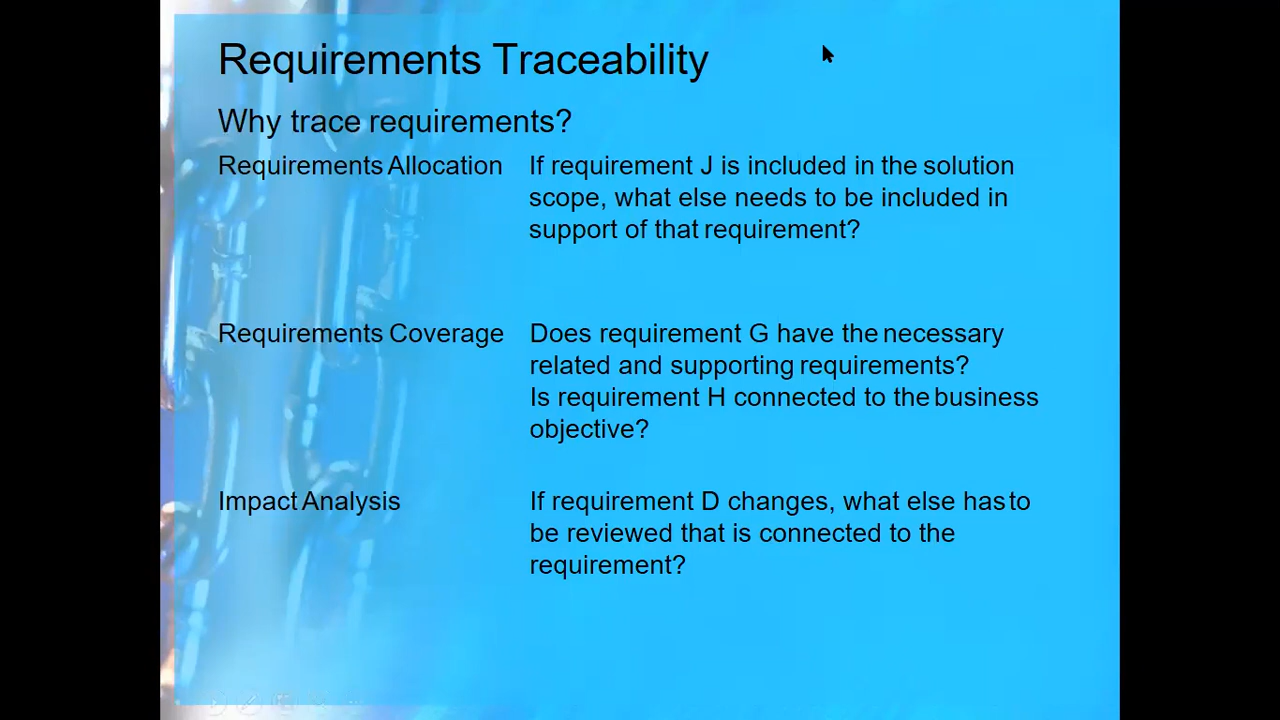 Requirements Traceability
Why trace requirements?
Requirements Allocation
If requirement J is included in the solution
scope, what else needs to be included in
support of that requirement?
Requirements Coverage
Does requirement G have the necessary
related and supporting requirements?
Is requirement H connected to the business
objective?
Impact Analysis
If requirement D changes, what else has to
be reviewed that is connected to the
requirement?